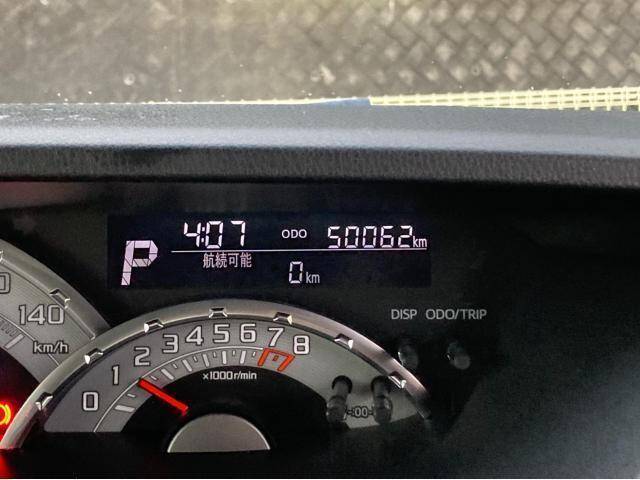 4:07 ODO 50062km
P
航続可能
0km
DISP ODO/TRIP
140
km/h
0 1 2 3 4 5 6 7 8
×1000r/min
-:00-